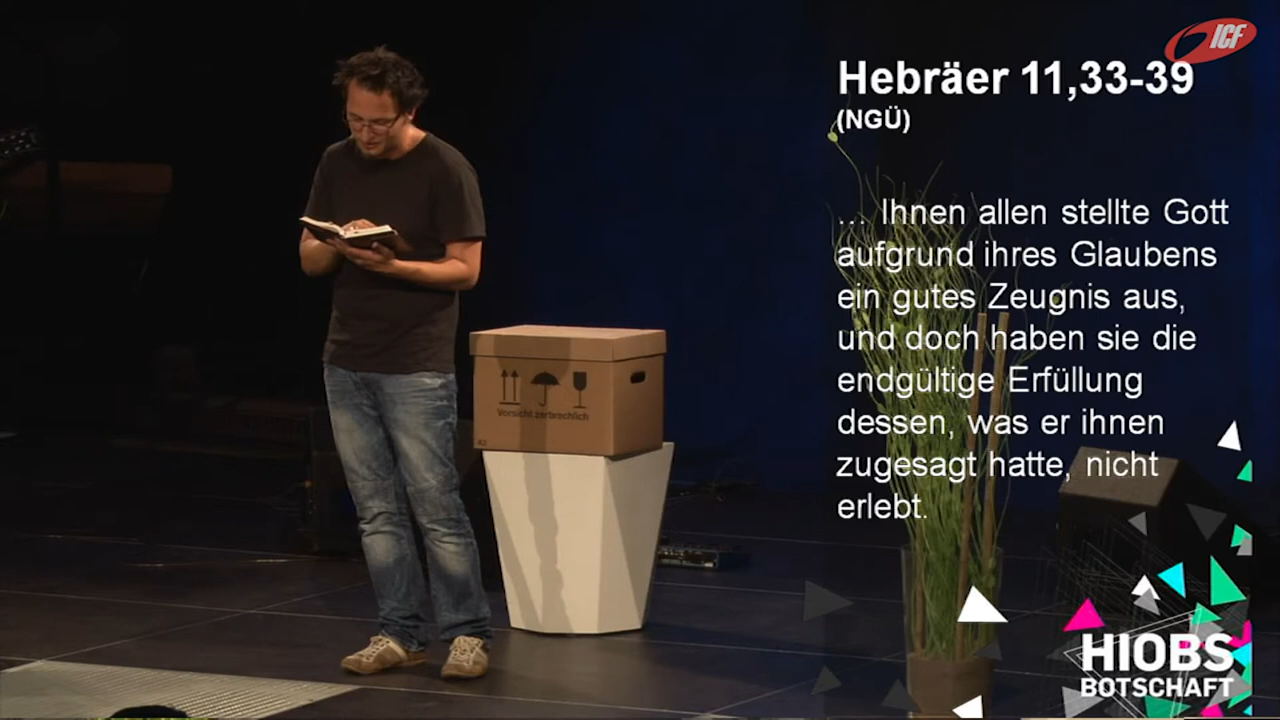 ICF
Hebräer 11,33-39
(NGÜ)
... Ihnen allen stellte Gott
aufgrund ihres Glaubens
ein gutes Zeugnis aus,
und doch haben sie die
endgültige Erfüllung
dessen, was er ihnen
zugesagt hatte, nicht
erlebt.
Vorsicht zerbrechlich
HIOBS
BOTSCHAFT